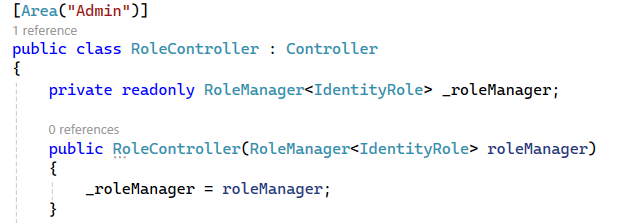 [Area("Admin")]
1 reference
public class RoleController : Controller
{
private readonly RoleManager<IdentityRole> _roleManager;
0 references
public RoleController(RoleManager<IdentityRole> roleManager)
{
_roleManager = roleManager;
}